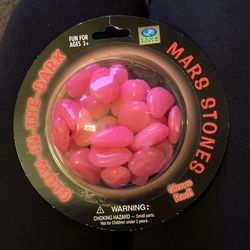 FUN FOR
AGES 3+
GLOW-IN-THE-DARK
MARS STONES
Glows
Red!
WARNING:
CHOKING HAZARD — Small parts.
Not for children under 3 years.